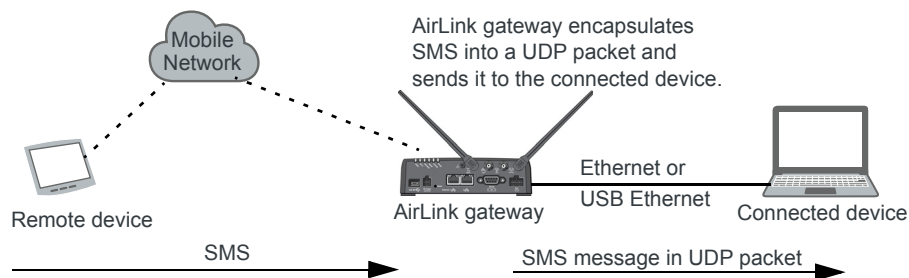 AirLink gateway encapsulates
SMS into a UDP packet and
sends it to the connected device.
Mobile
Network
Ethernet or
USB Ethernet
Remote device
AirLink gateway
Connected device
SMS
SMS message in UDP packet